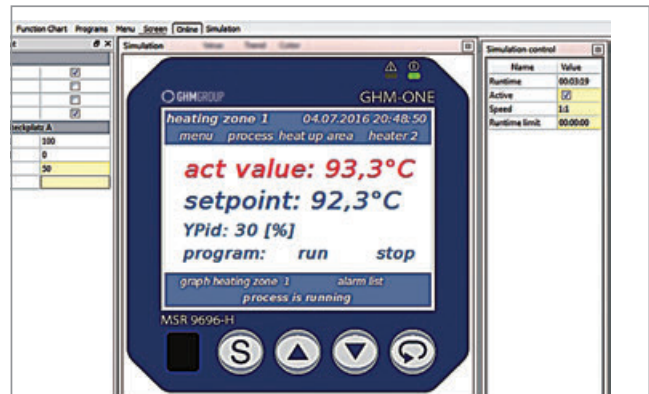 Function Chart Programs Menu Screen Online Simulation
Simulation
Simulation control
Name Value
Runtime 00:03:19
Active
Speed 1:1
Runtime limit 00:00:00
100
0
50
GHMGROUP
GHM-ONE
heating zone 1 04.07.2016 20:48:50
menu process heat up area heater 2
act value: 93,3°C
setpoint: 92,3°C
YPid: 30 [%]
program: run stop
graph heating zone 1 alarm list
process is running
MSR 9696-H
S